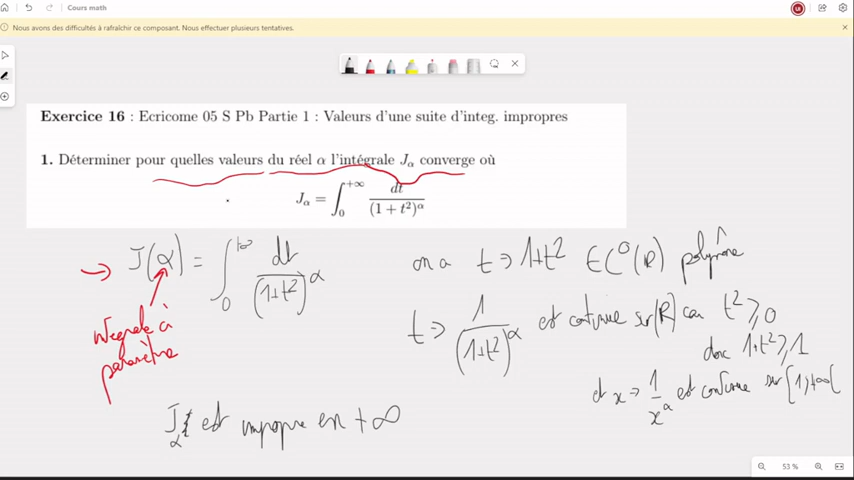 Cours math
UI
Nous avons des difficultés à rafraîchir ce composant. Nous effectuer plusieurs tentatives.
Exercice 16 : Ecricome 05 S Pb Partie 1 : Valeurs d'une suite d'integ. impropres
1. Déterminer pour quelles valeurs du réel α l'intégrale J_α converge où
J_α = ∫_0^{+∞} dt / (1 + t²)^α
→ J(α) = ∫_0^{+∞} dt / (1+t²)^α
intégrale à
paramètre
on a t → 1+t² ∈ C⁰(R) polynôme
t → 1 / (1+t²)^α et continue sur (R) car t² ≥ 0
donc 1+t² ≥ 1
et x → 1 / x^α et continue sur [1, +∞[
J_α est impropre en +∞
53 %